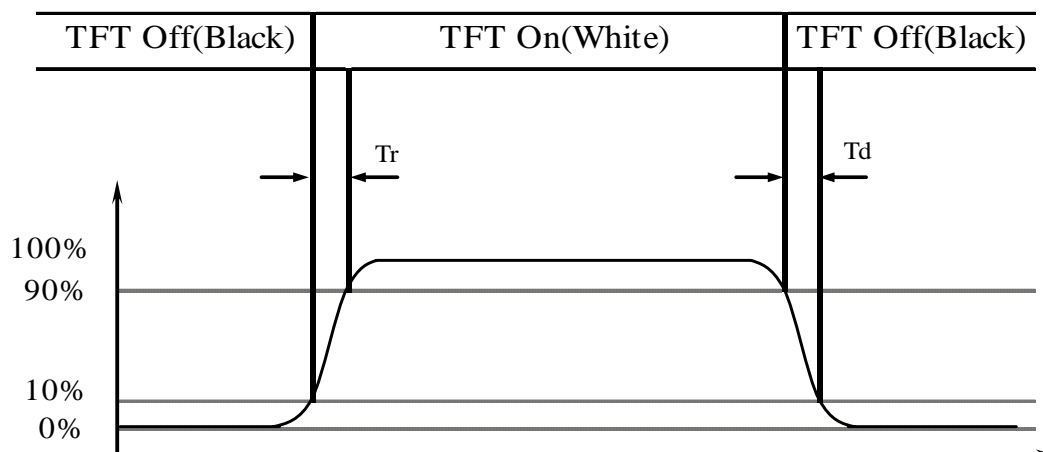 TFT Off(Black) TFT On(White) TFT Off(Black)
Tr Td
100%
90%
10%
0%